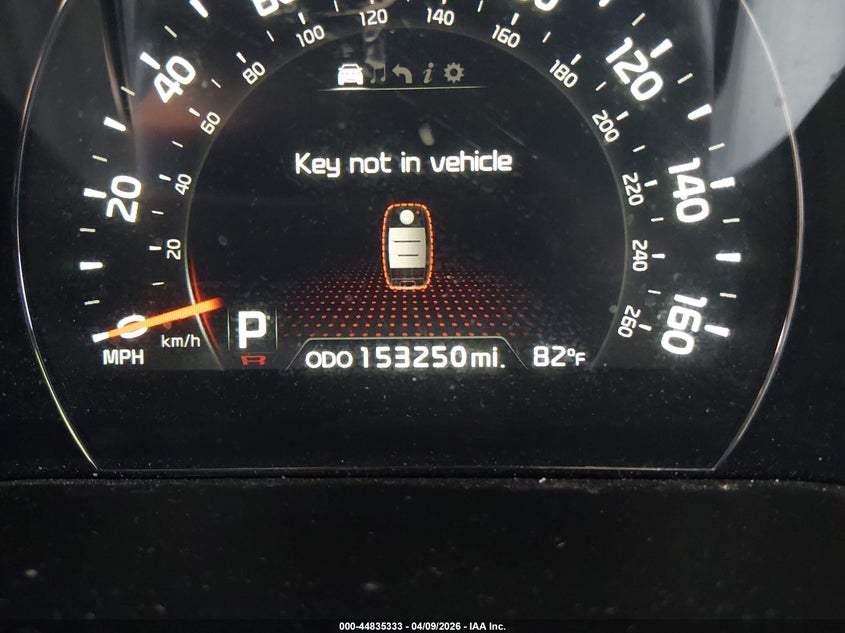 120 140
100 160
80 180
40 120
60 200
Key not in vehicle
20 40 220 140
20 240
0 260 160
MPH km/h P
ODO 153250 mi. 82°F
000-44835333 - 04/09/2026 - IAA Inc.